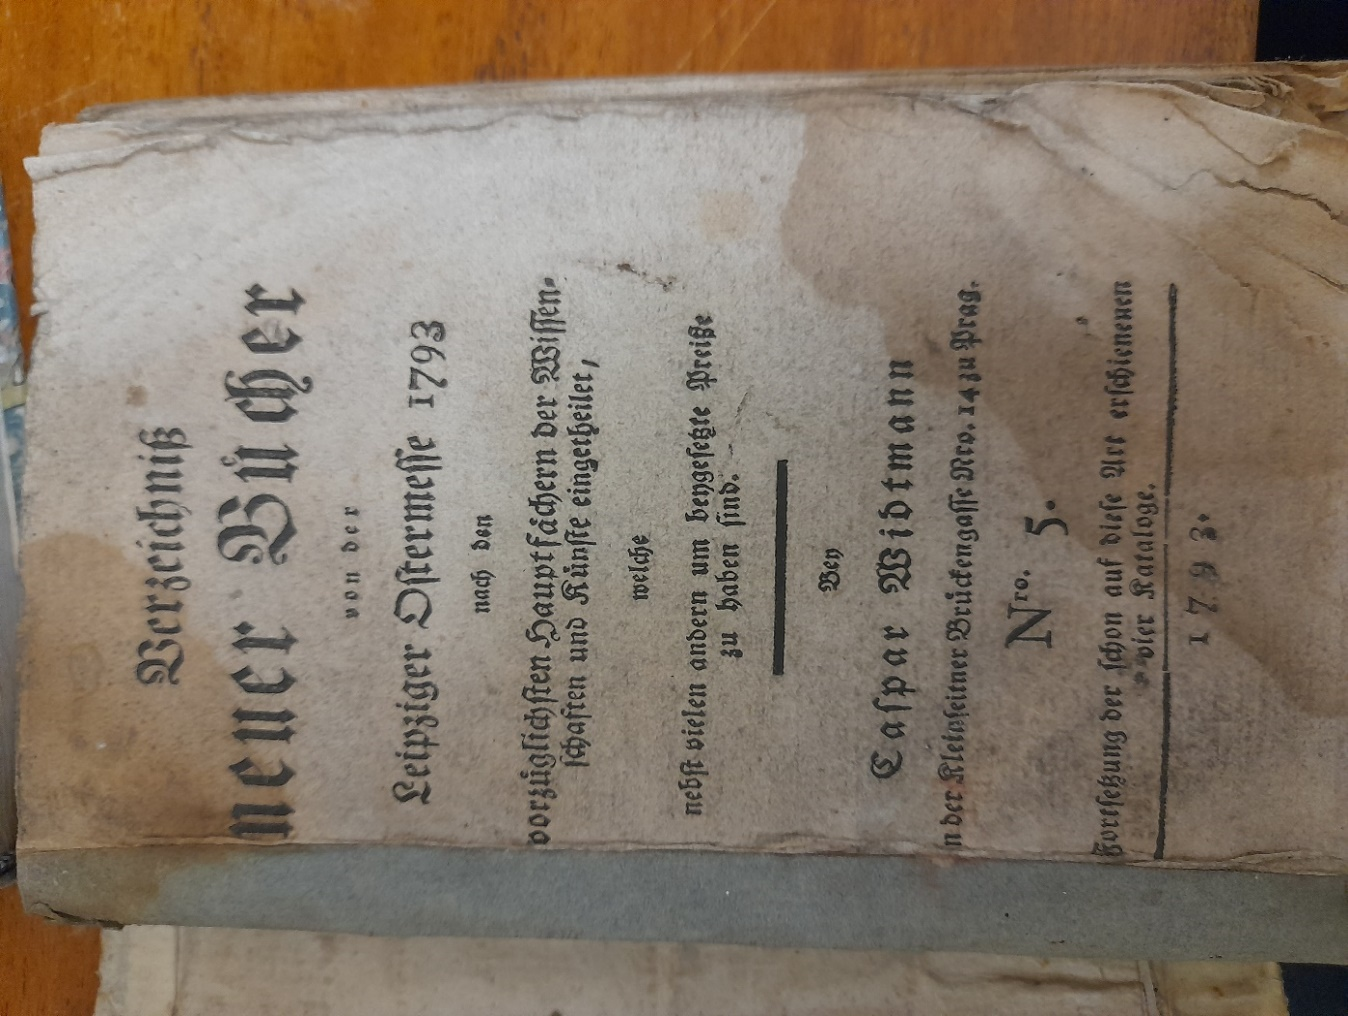 Verzeichniß
neuer Bücher
von der
Leipziger Ostermesse 1793
nach den
vorzüglichsten Hauptfächern der Wissen-
schaften und Künste eingetheilet,
welche
nebst vielen andern um beygesetzte Preiße
zu haben sind.
Bey
Caspar Widtmann
in der Kleinseitner Brückengasse Nro. 14 zu Prag.
Nro. 5.
Fortsetzung der schon auf diese Art erschienenen
vier Kataloge.
1793.